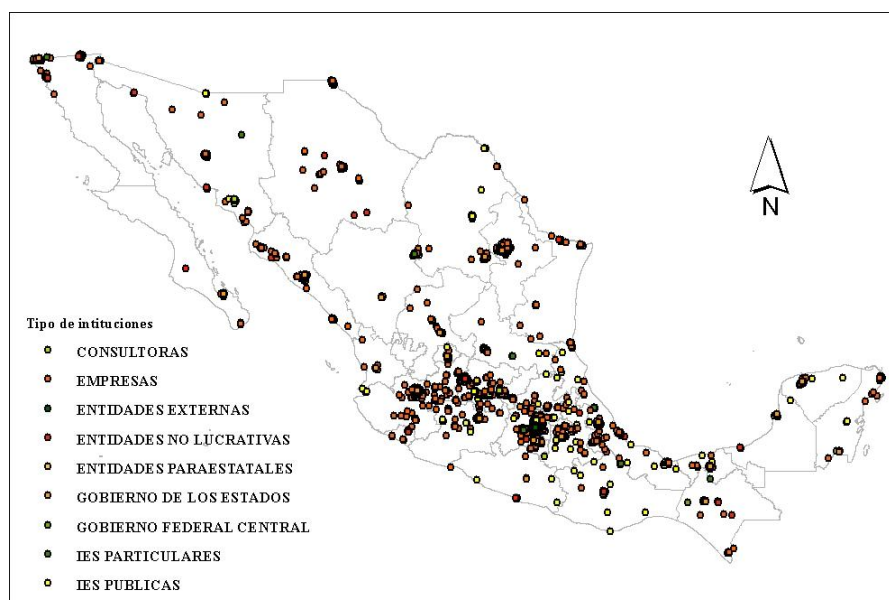 N
Tipo de intituciones
CONSULTORAS
EMPRESAS
ENTIDADES EXTERNAS
ENTIDADES NO LUCRATIVAS
ENTIDADES PARAESTATALES
GOBIERNO DE LOS ESTADOS
GOBIERNO FEDERAL CENTRAL
IES PARTICULARES
IES PUBLICAS